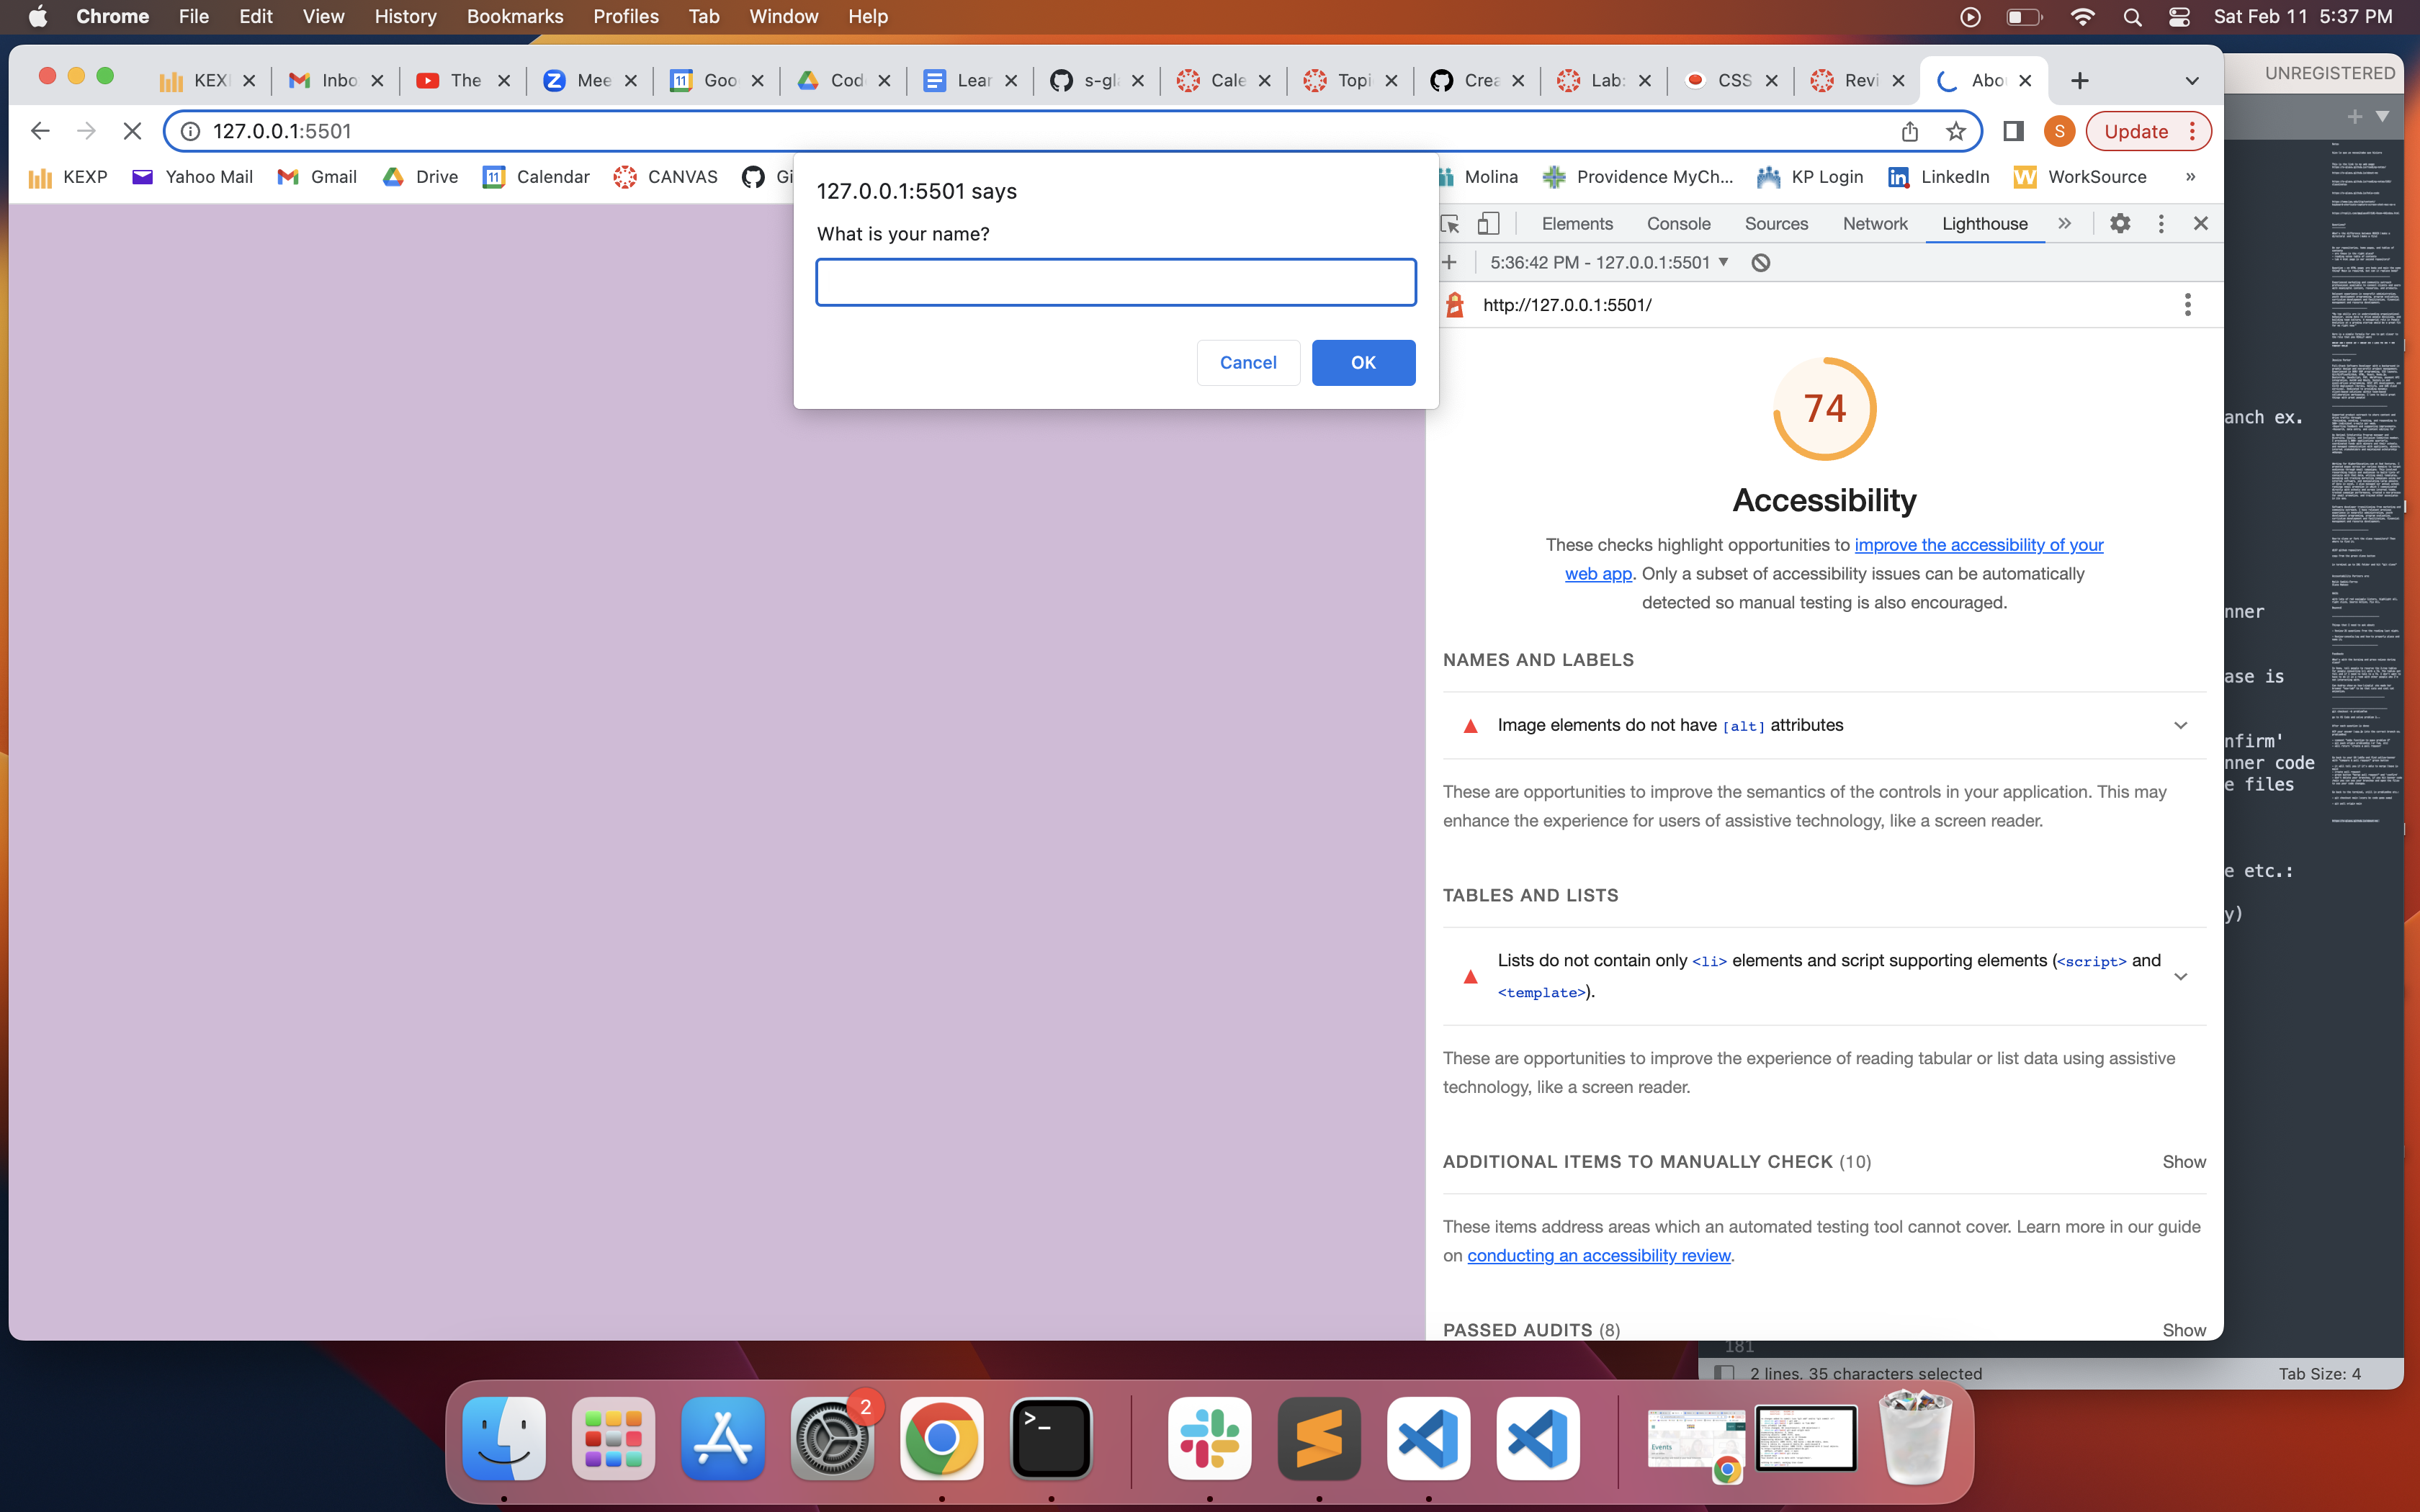 Chrome File Edit View History Bookmarks Profiles Tab Window Help Sat Feb 11 5:37 PM
KEX Inbo The Mee 11 Goo Cod Lear s-gl Cale Topi Crea Lab: CSS Revi Abo
UNREGISTERED
127.0.0.1:5501 S Update
KEXP Yahoo Mail Gmail Drive 11 Calendar CANVAS Gi Molina Providence MyCh... KP Login LinkedIn WorkSource »
127.0.0.1:5501 says
What is your name?
Cancel OK
Elements Console Sources Network Lighthouse
5:36:42 PM - 127.0.0.1:5501
http://127.0.0.1:5501/
74
Accessibility
These checks highlight opportunities to improve the accessibility of your
web app. Only a subset of accessibility issues can be automatically
detected so manual testing is also encouraged.
NAMES AND LABELS
Image elements do not have [alt] attributes
These are opportunities to improve the semantics of the controls in your application. This may
enhance the experience for users of assistive technology, like a screen reader.
TABLES AND LISTS
Lists do not contain only <li> elements and script supporting elements (<script> and
<template>).
These are opportunities to improve the experience of reading tabular or list data using assistive
technology, like a screen reader.
ADDITIONAL ITEMS TO MANUALLY CHECK (10) Show
These items address areas which an automated testing tool cannot cover. Learn more in our guide
on conducting an accessibility review.
PASSED AUDITS (8) Show
anch ex.
nner
ase is
nfirm'
nner code
e files
e etc.:
y)
181
2 lines, 35 characters selected Tab Size: 4
2
Events